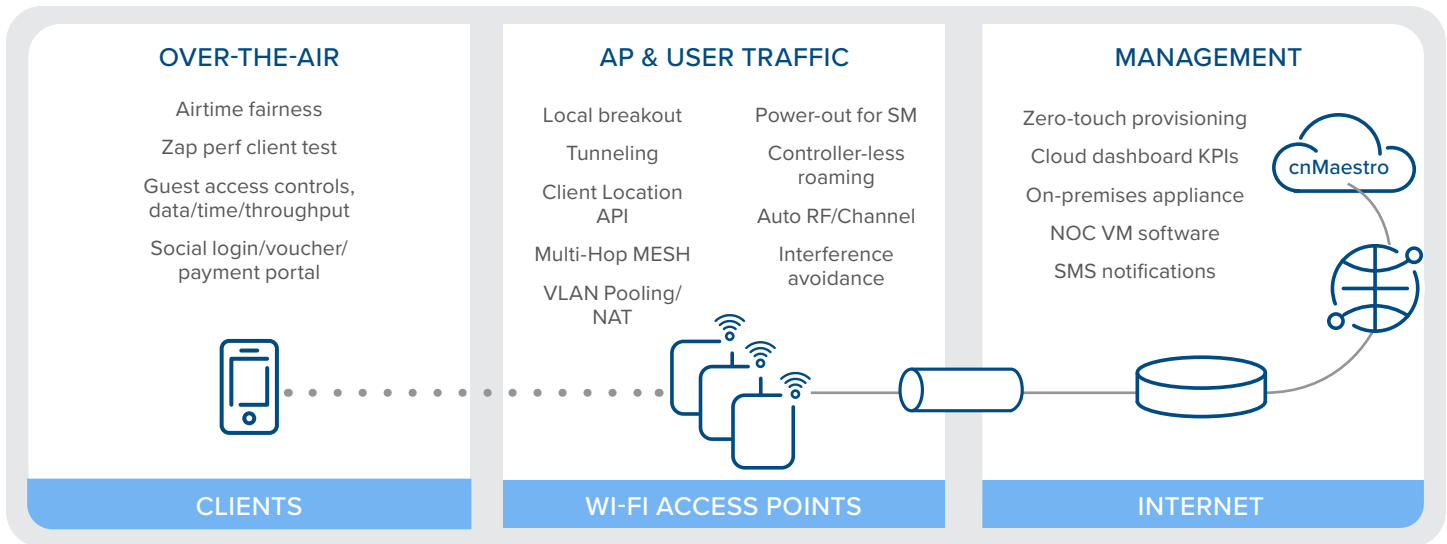 OVER-THE-AIR
Airtime fairness
Zap perf client test
Guest access controls,
data/time/throughput
Social login/voucher/
payment portal
CLIENTS
AP & USER TRAFFIC
Local breakout
Tunneling
Client Location
API
Multi-Hop MESH
VLAN Pooling/
NAT
Power-out for SM
Controller-less
roaming
Auto RF/Channel
Interference
avoidance
WI-FI ACCESS POINTS
MANAGEMENT
Zero-touch provisioning
Cloud dashboard KPIs
On-premises appliance
NOC VM software
SMS notifications
cnMaestro
INTERNET